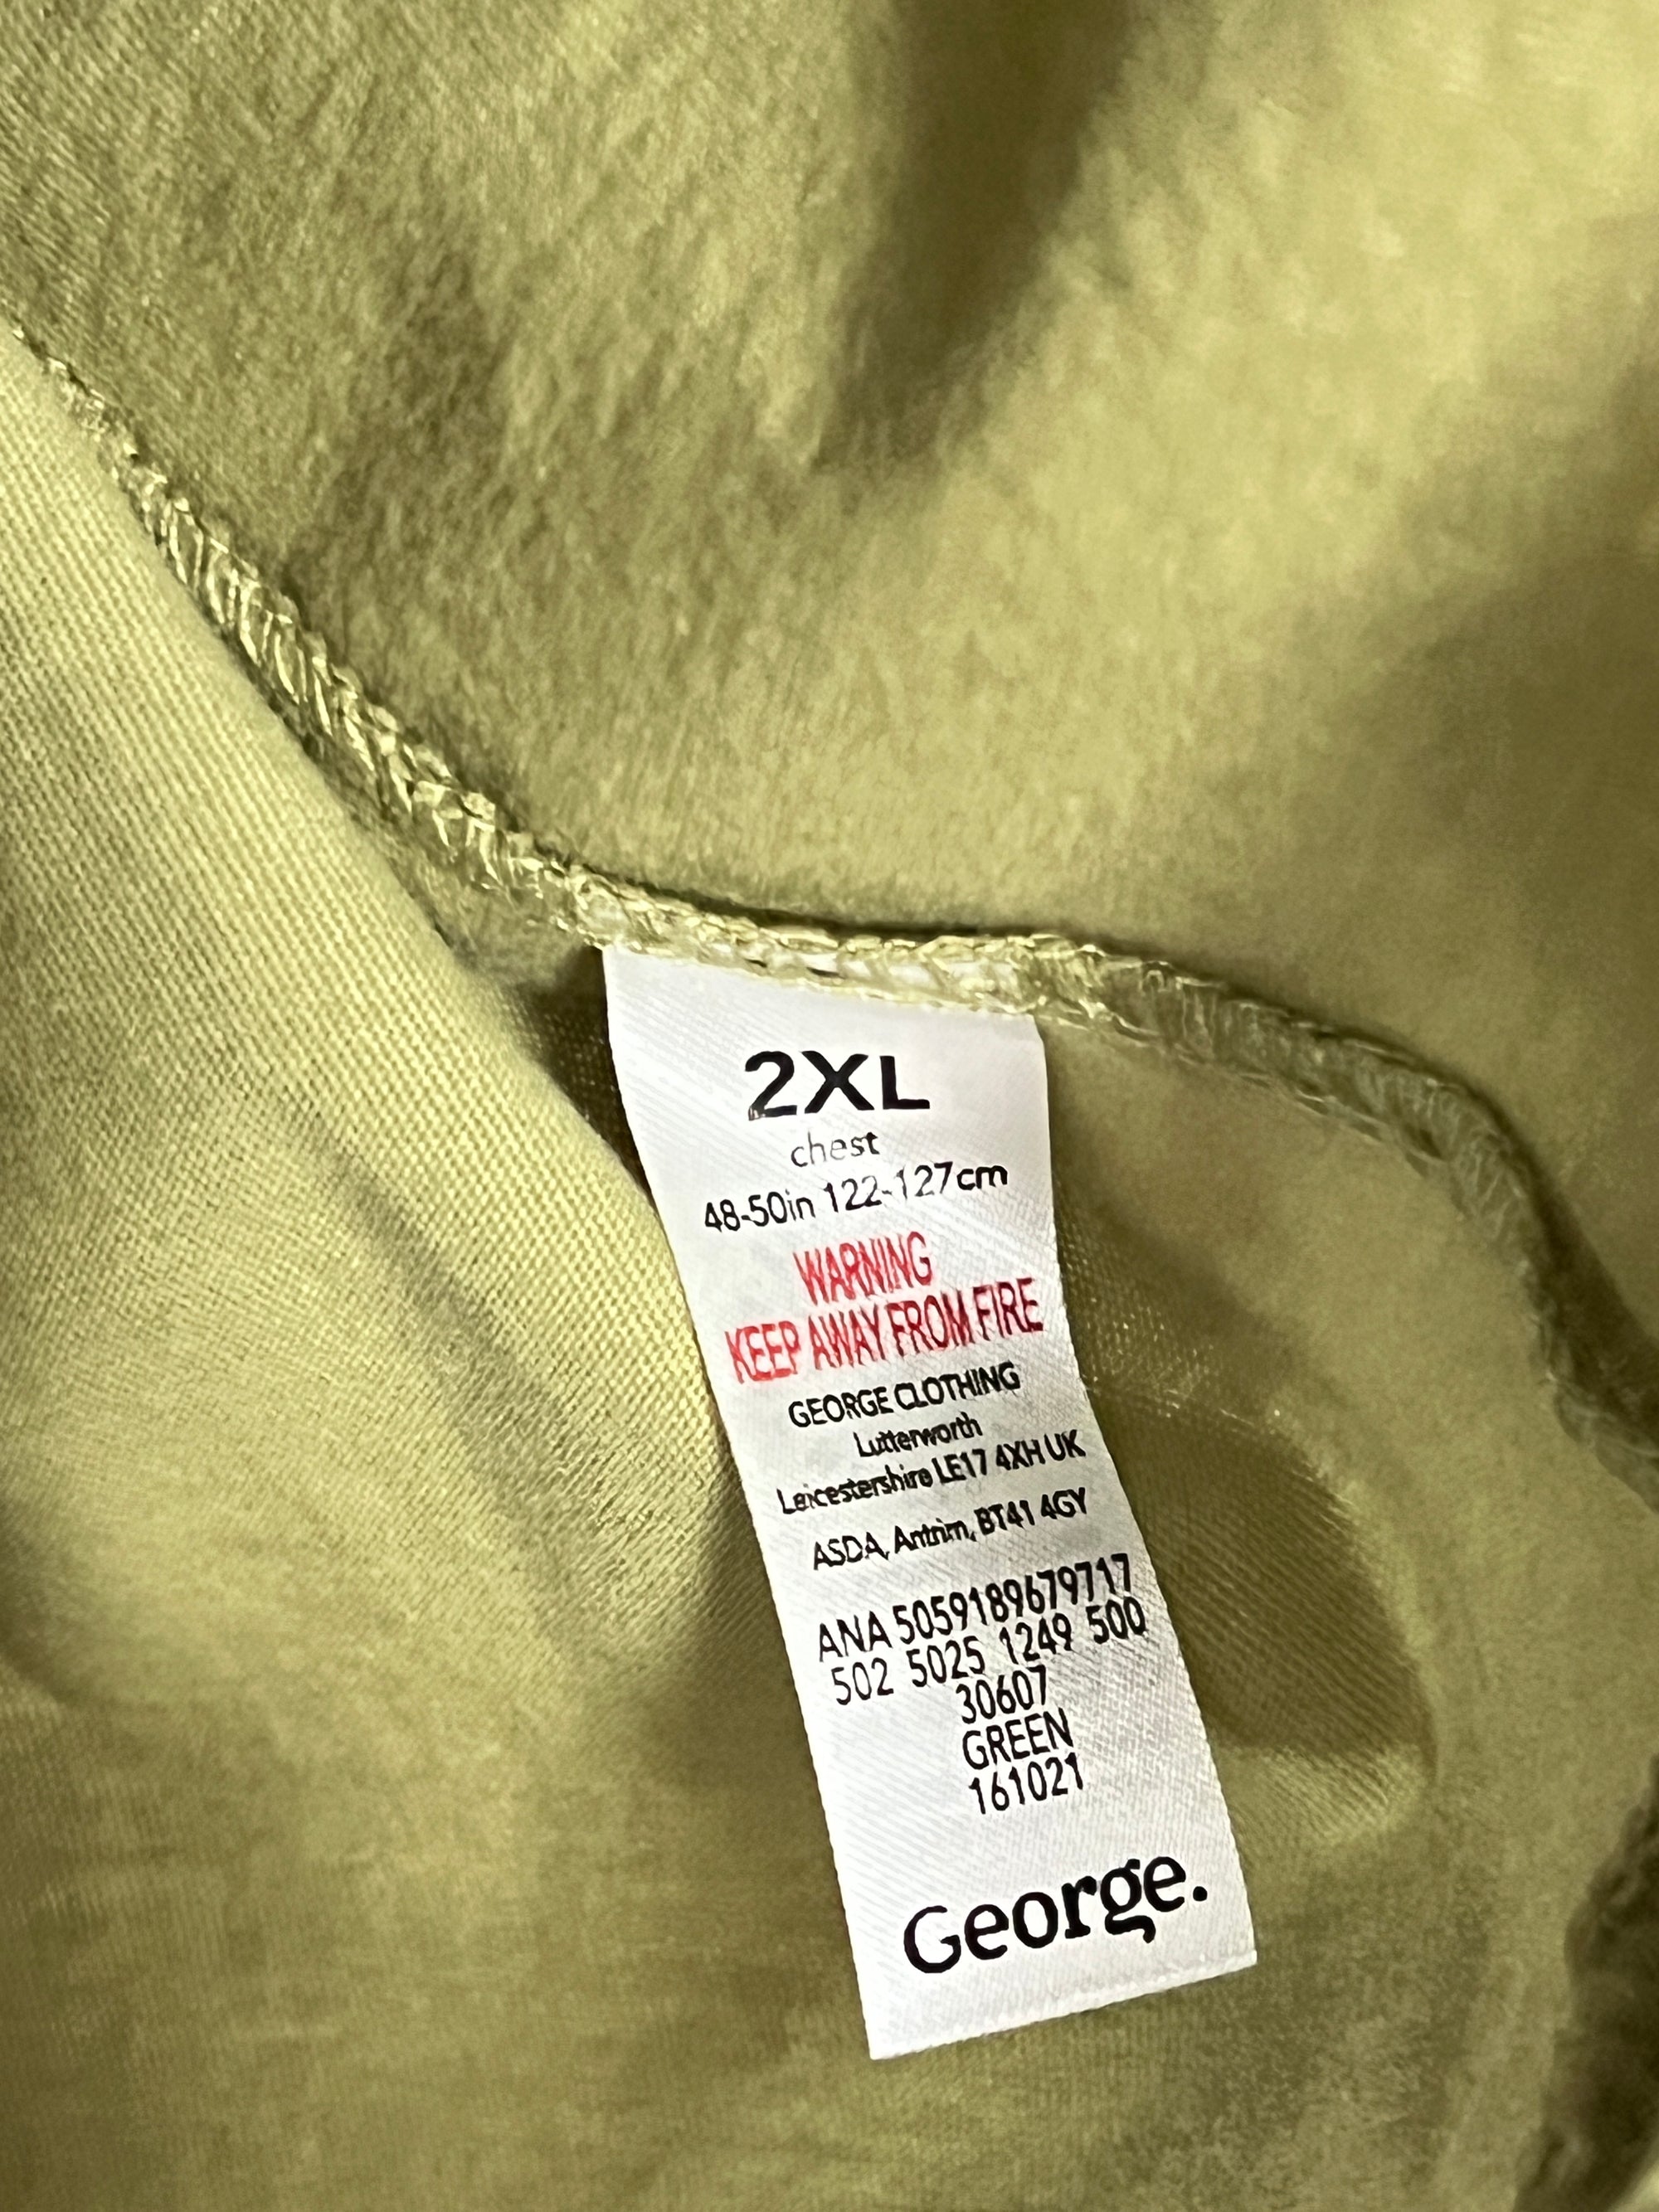 2XL
chest
48-50in 122-127cm
WARNING
KEEP AWAY FROM FIRE
GEORGE CLOTHING
Lutterworth
Leicestershire LE17 4XH UK
ASDA, Antrim, BT41 4GY
ANA 5059189679717
502 5025 1249 500
30607
GREEN
161021
George.